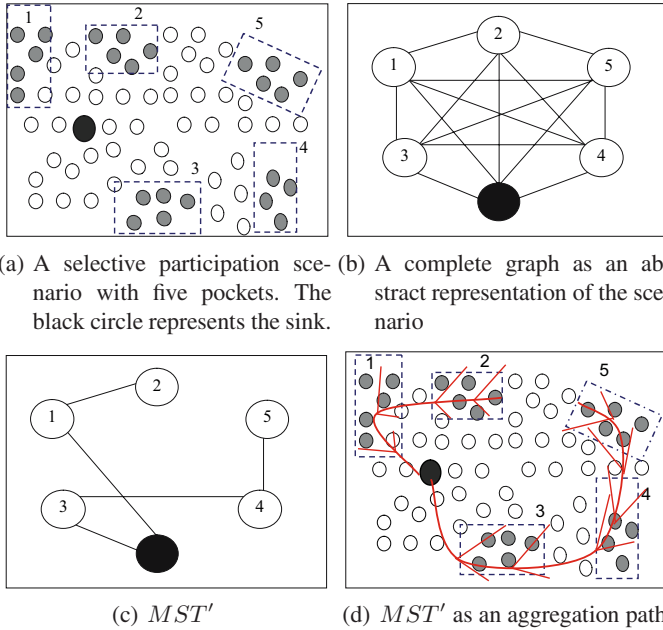 1
2
5
3
4
2
1
5
3
4
(a) A selective participation sce-
nario with five pockets. The
black circle represents the sink.
(b) A complete graph as an ab
stract representation of the sce
nario
2
1
5
3
4
1
2
5
3
4
(c) MST′
(d) MST′ as an aggregation path